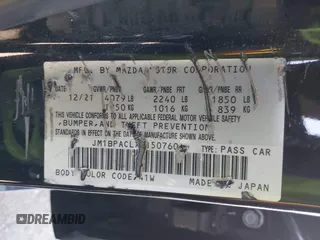 MFG. BY MAZDA MOTOR CORPORATION
GVWR/PNBV GAWR/PNBE FAT GAWR/PNBE RR
12/21 4079 LB 2240 LB 1850 LB
1850 KG 1016 KG 839 KG
THIS VEHICLE CONFORMS TO ALL APPLICABLE FEDERAL MOTOR VEHICLE
SAFETY, BUMPER, AND THEFT PREVENTION
STANDARDS IN EFFECT ON THE DATE OF MANUFACTURE SHOWN ABOVE.
TYPE: PASS CAR
BODY COLOR CODE: 41W MADE IN JAPAN
DREAMBID